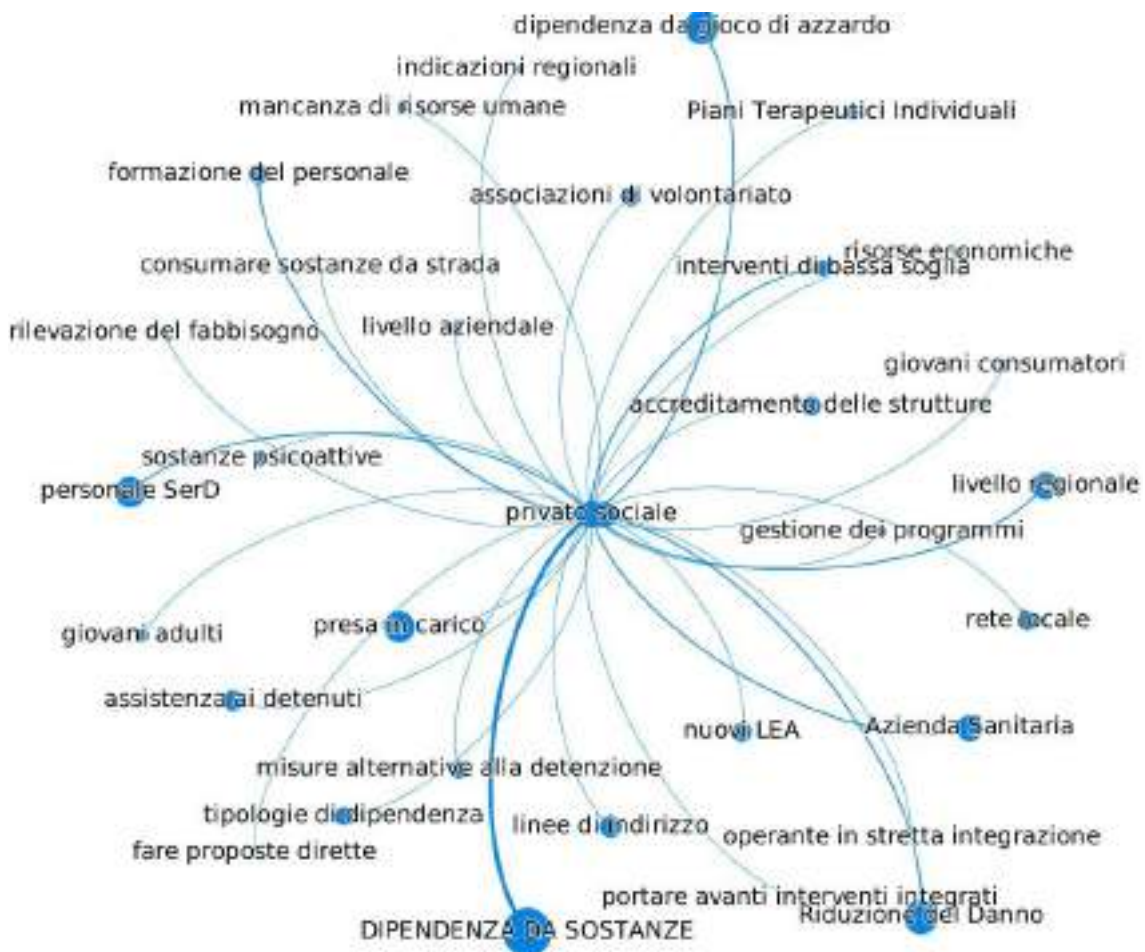 dipendenza da gioco di azzardo
indicazioni regionali
mancanza di risorse umane
Piani Terapeutici Individuali
formazione del personale
associazioni di volontariato
risorse economiche
consumare sostanze da strada
interventi di bassa soglia
rilevazione del fabbisogno
livello aziendale
giovani consumatori
accreditamento delle strutture
sostanze psicoattive
personale SerD
livello regionale
privato sociale
gestione dei programmi
giovani adulti
presa in carico
rete locale
assistenza ai detenuti
nuovi LEA
Azienda Sanitaria
misure alternative alla detenzione
tipologie di dipendenza
linee di indirizzo
operante in stretta integrazione
fare proposte dirette
portare avanti interventi integrati
Riduzione del Danno
DIPENDENZA DA SOSTANZE